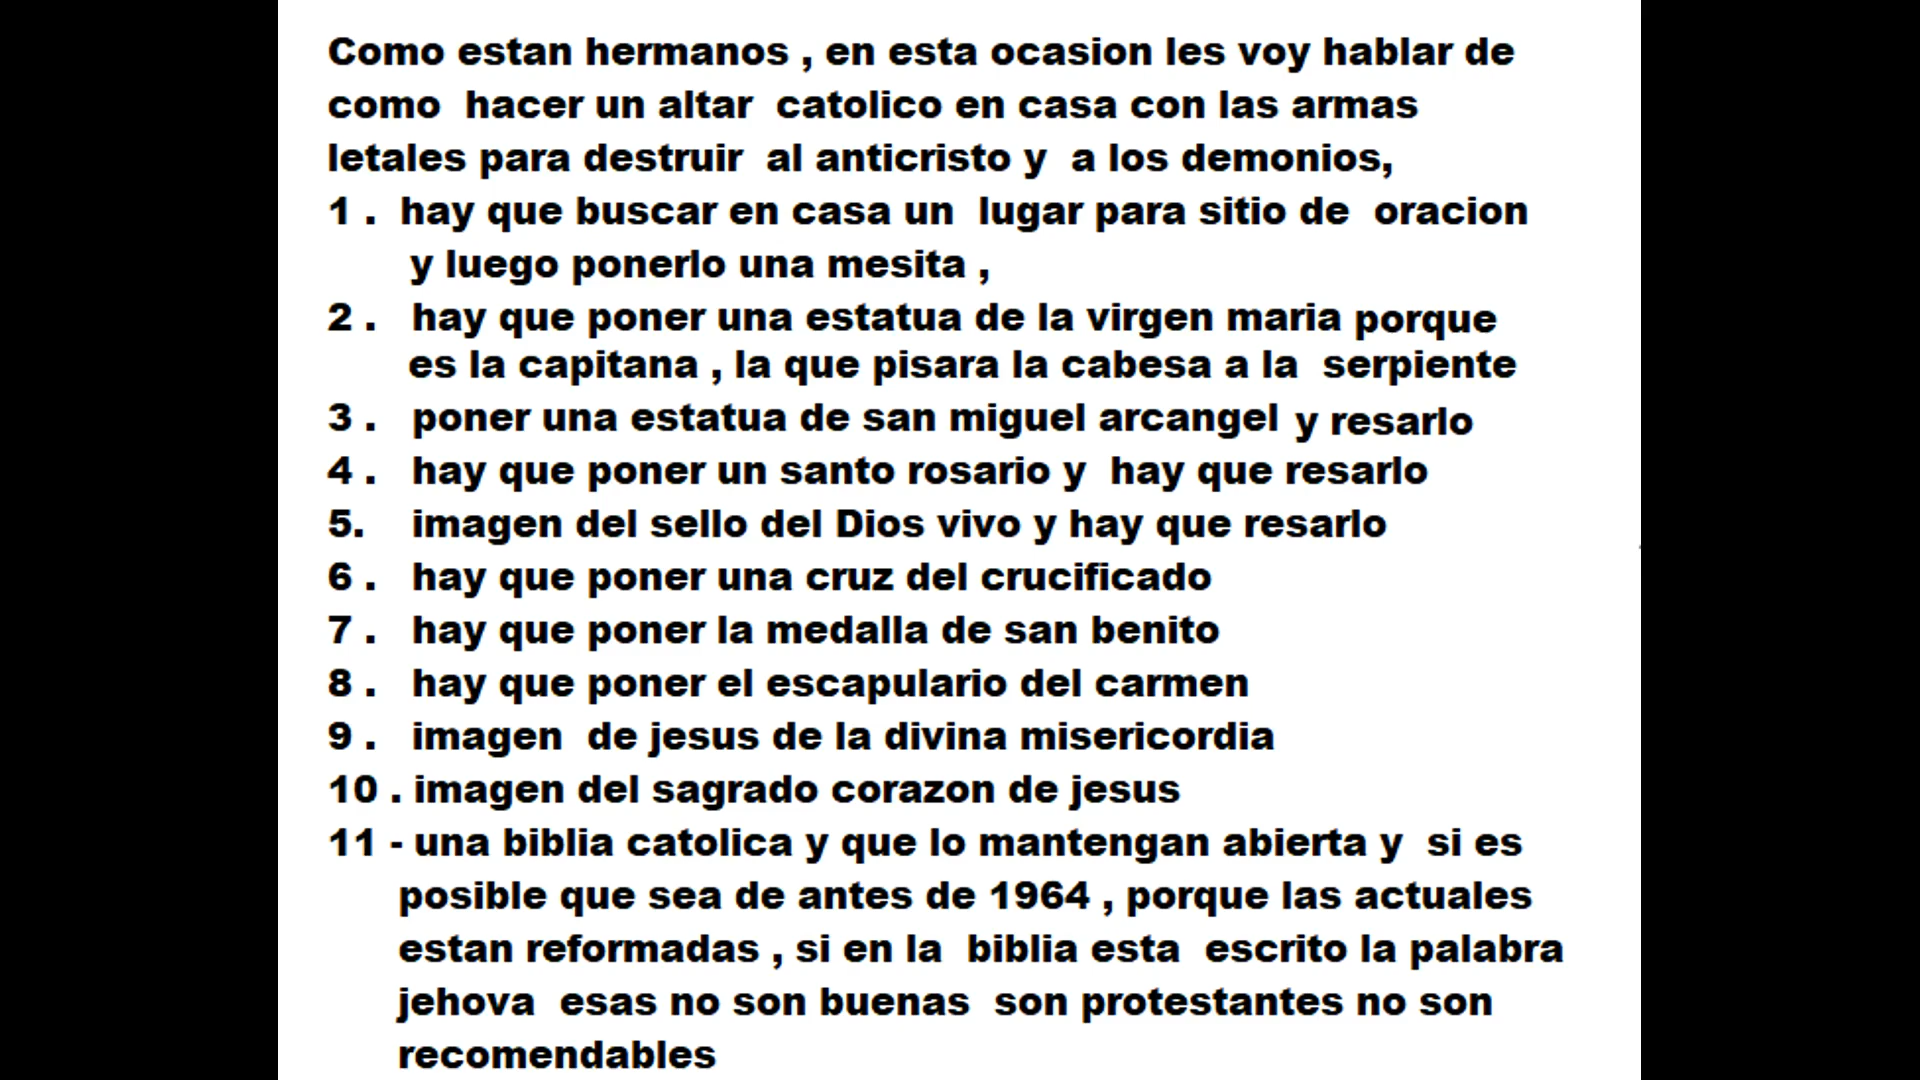 Como estan hermanos , en esta ocasion les voy hablar de
como hacer un altar catolico en casa con las armas
letales para destruir al anticristo y a los demonios,
1 . hay que buscar en casa un lugar para sitio de oracion
y luego ponerlo una mesita ,
2 . hay que poner una estatua de la virgen maria porque
es la capitana , la que pisara la cabesa a la serpiente
3 . poner una estatua de san miguel arcangel y resarlo
4 . hay que poner un santo rosario y hay que resarlo
5. imagen del sello del Dios vivo y hay que resarlo
6 . hay que poner una cruz del crucificado
7 . hay que poner la medalla de san benito
8 . hay que poner el escapulario del carmen
9 . imagen de jesus de la divina misericordia
10 . imagen del sagrado corazon de jesus
11 - una biblia catolica y que lo mantengan abierta y si es
posible que sea de antes de 1964 , porque las actuales
estan reformadas , si en la biblia esta escrito la palabra
jehova esas no son buenas son protestantes no son
recomendables